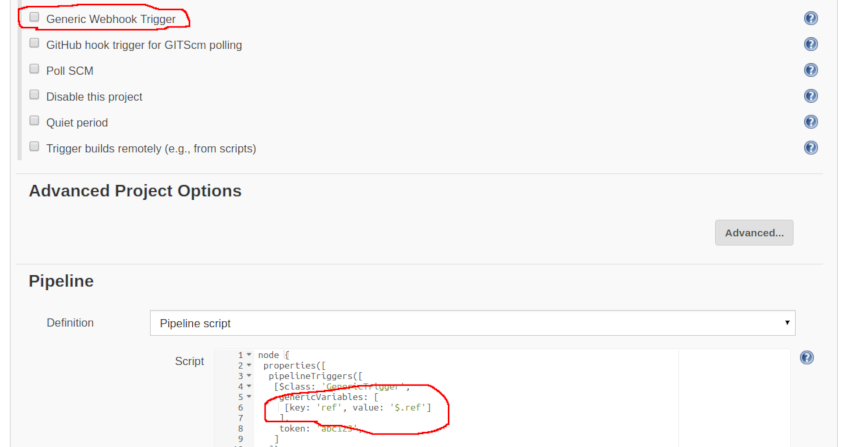 Generic Webhook Trigger
GitHub hook trigger for GITScm polling
Poll SCM
Disable this project
Quiet period
Trigger builds remotely (e.g., from scripts)
Advanced Project Options
Advanced...
Pipeline
Definition
Pipeline script
Script
1 node {
2 properties([
3 pipelineTriggers([
4 [$class: 'GenericTrigger',
5 genericVariables: [
6 [key: 'ref', value: '$.ref']
7 ],
8 token: 'abc123',
9 ]